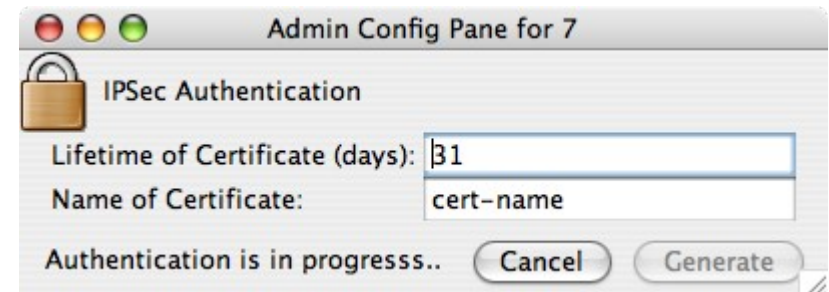 Admin Config Pane for 7
IPSec Authentication
Lifetime of Certificate (days): 31
Name of Certificate: cert-name
Authentication is in progresss.. Cancel Generate